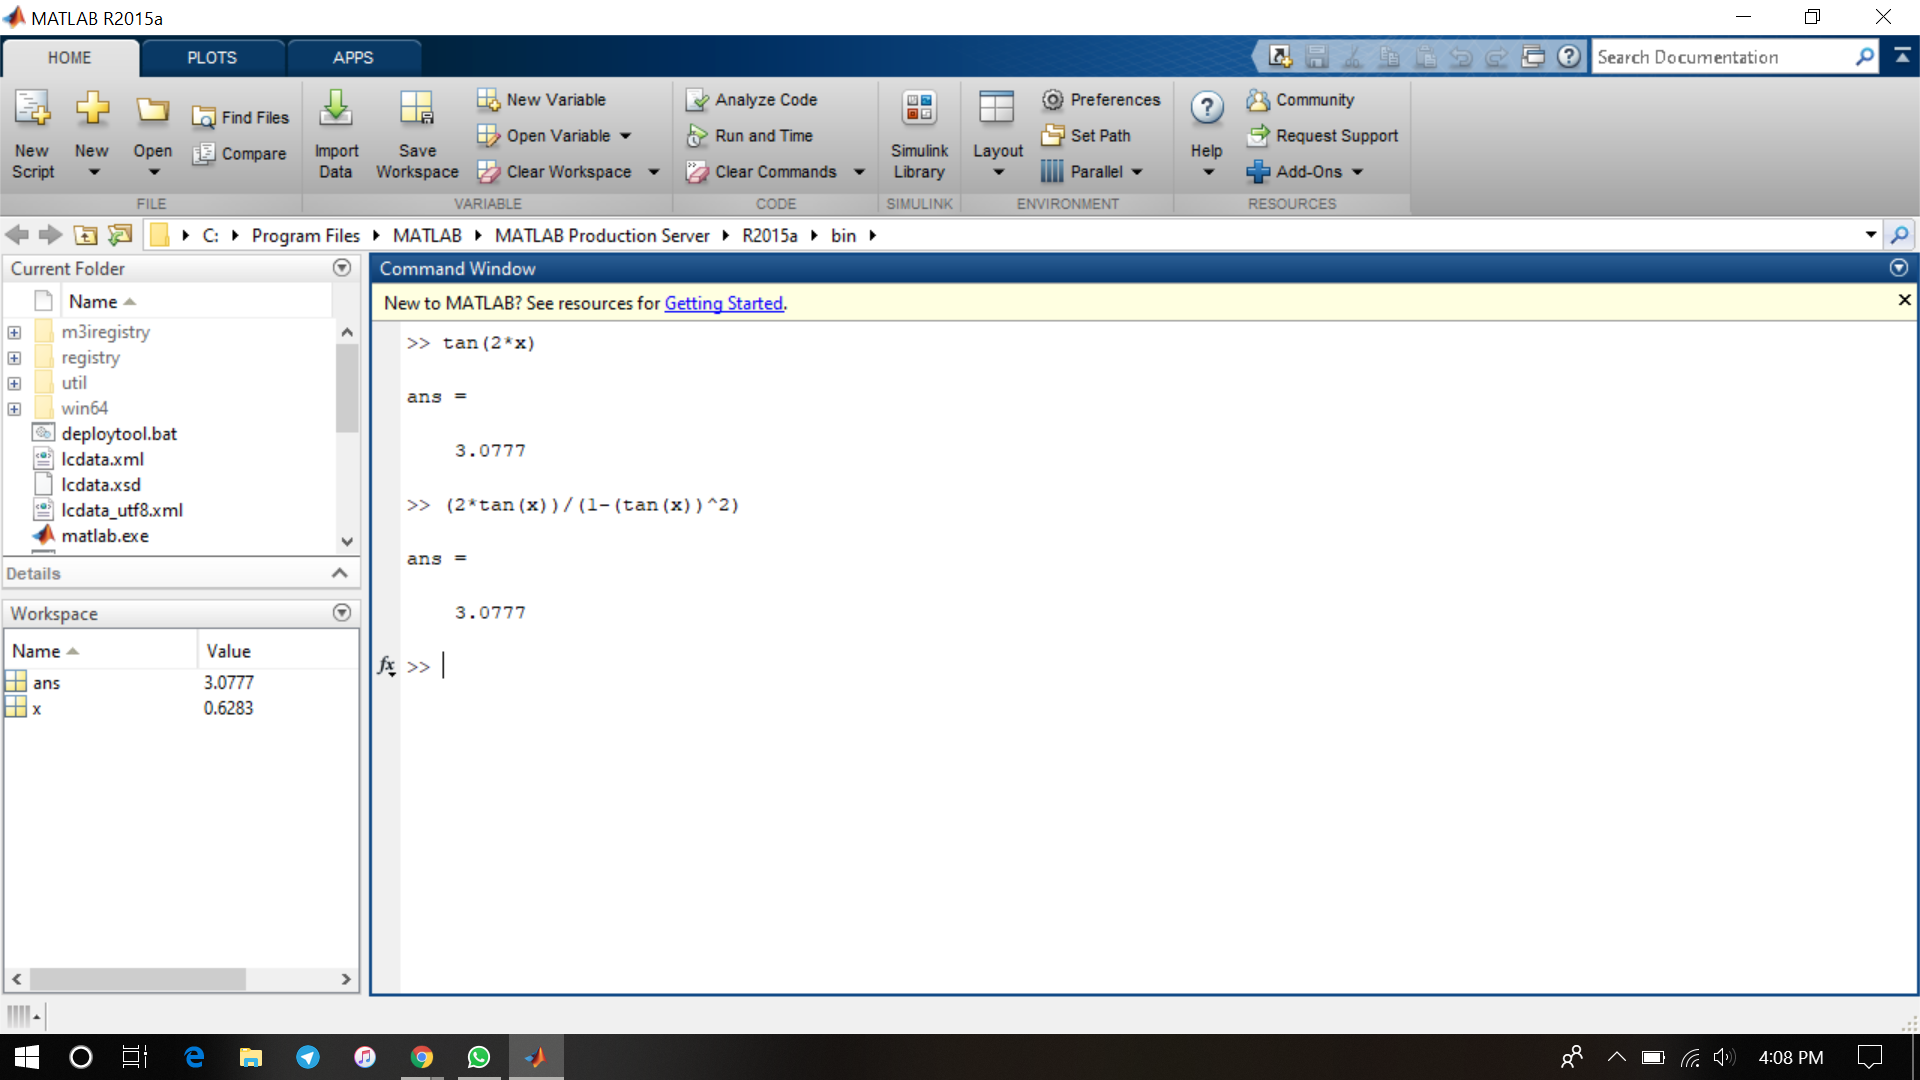 MATLAB R2015a
HOME PLOTS APPS
Search Documentation
New Script
New
Open
Find Files
Compare
FILE
Import Data
Save Workspace
New Variable
Open Variable
Clear Workspace
VARIABLE
Analyze Code
Run and Time
Clear Commands
CODE
Simulink Library
SIMULINK
Layout
Preferences
Set Path
Parallel
ENVIRONMENT
Help
Community
Request Support
Add-Ons
RESOURCES
C: Program Files MATLAB MATLAB Production Server R2015a bin
Current Folder
Name
m3iregistry
registry
util
win64
deploytool.bat
lcdata.xml
lcdata.xsd
lcdata_utf8.xml
matlab.exe
Details
Workspace
Name Value
ans 3.0777
x 0.6283
Command Window
New to MATLAB? See resources for Getting Started.
>> tan(2*x)
ans =
3.0777
>> (2*tan(x))/(1-(tan(x))^2)
ans =
3.0777
fx >>
4:08 PM